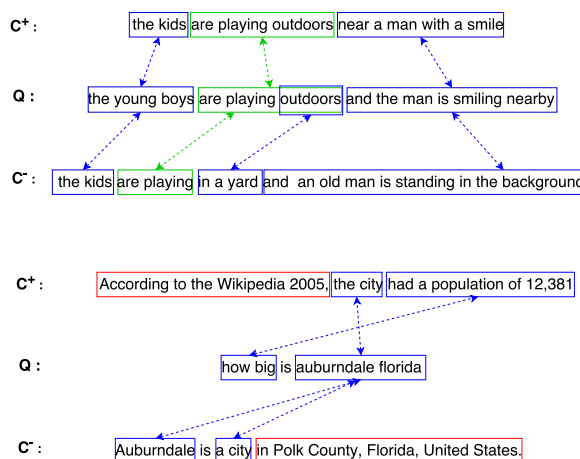 C+: the kids are playing outdoors near a man with a smile
Q : the young boys are playing outdoors and the man is smiling nearby
C-: the kids are playing in a yard and an old man is standing in the background
C+: According to the Wikipedia 2005, the city had a population of 12,381
Q : how big is auburndale florida
C-: Auburndale is a city in Polk County, Florida, United States.